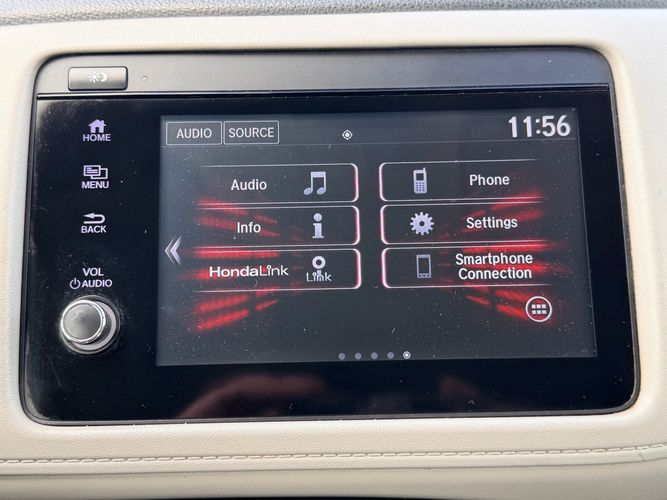 HOME
MENU
BACK
VOL
AUDIO
AUDIO SOURCE 11:56
Audio
Phone
Info
Settings
HondaLink Link
Smartphone
Connection